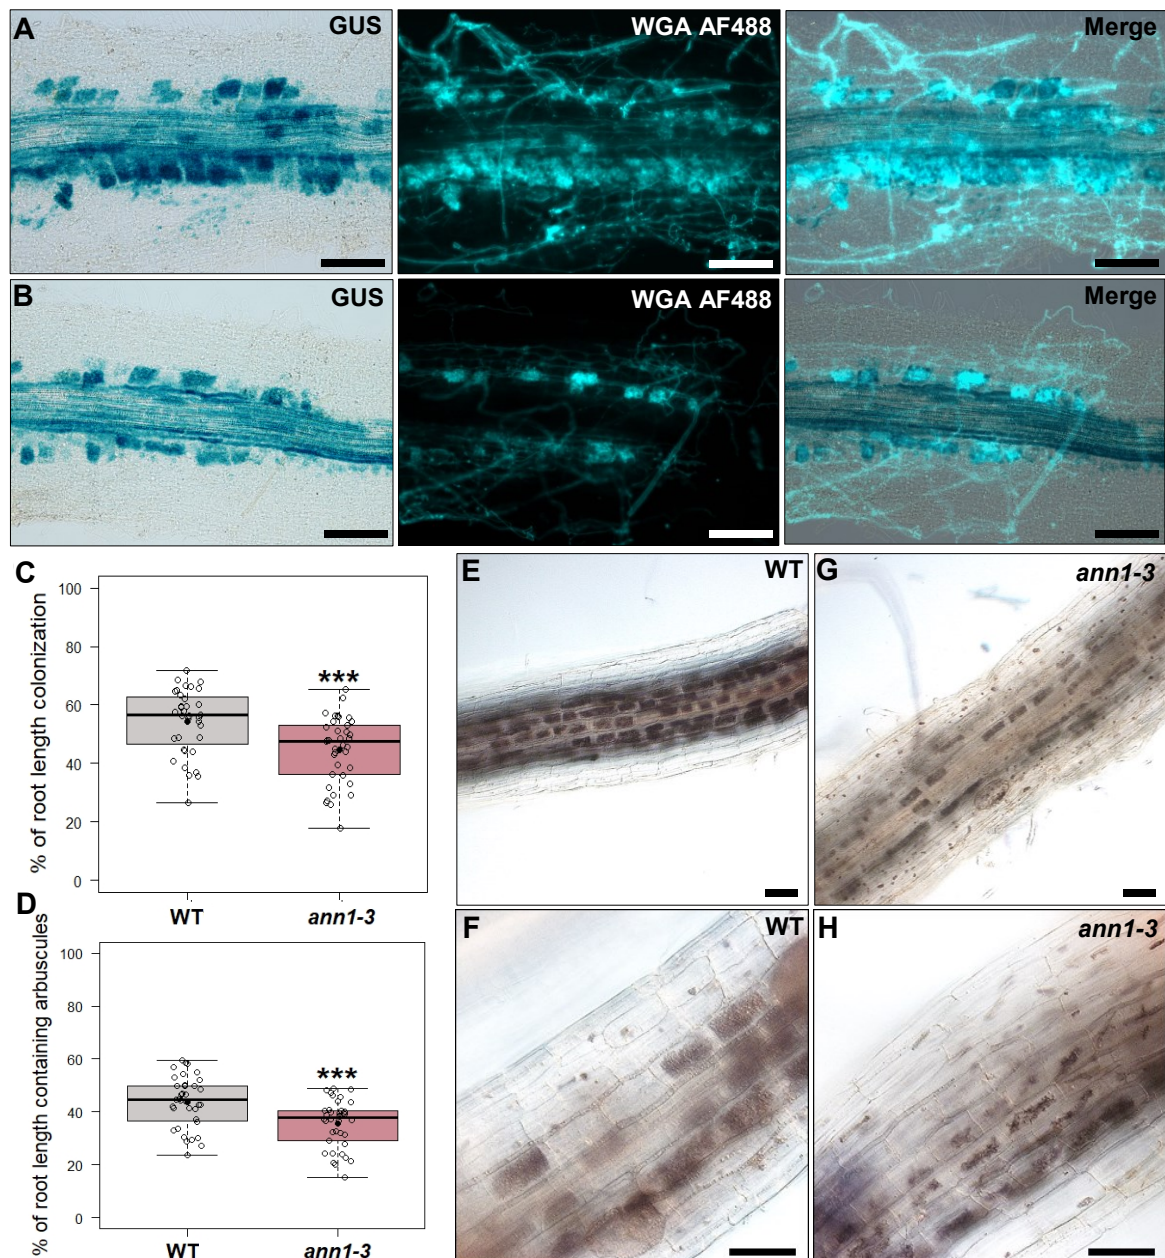 A GUS WGA AF488 Merge
B GUS WGA AF488 Merge
C
% of root length colonization
100
80
60
40
20
0
***
WT ann1-3
D
% of root length containing arbuscules
100
80
60
40
20
0
***
WT ann1-3
E WT
G ann1-3
F WT
H ann1-3